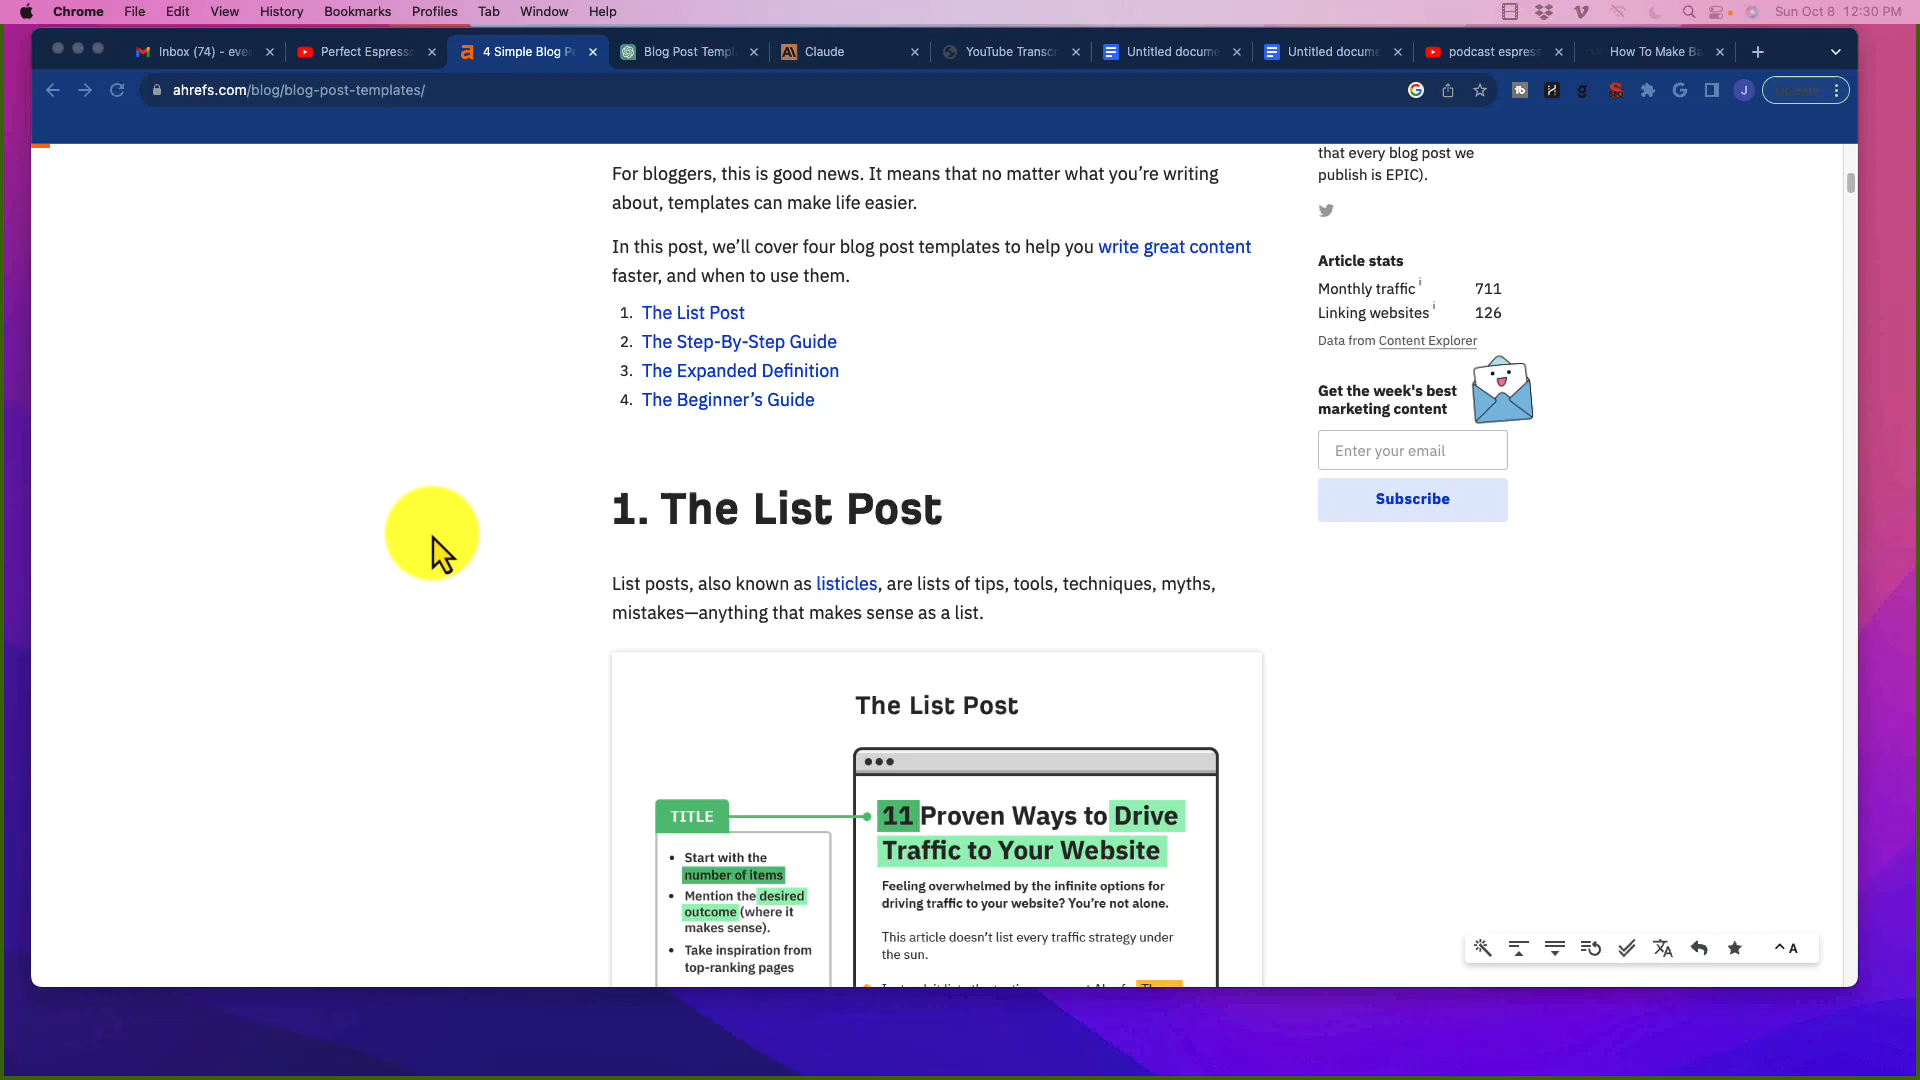 Chrome File Edit View History Bookmarks Profiles Tab Window Help Sun Oct 8 12:30 PM
Inbox (74) - eve Perfect Espress 4 Simple Blog P Blog Post Templ Claude YouTube Transc Untitled docume Untitled docume podcast espres How To Make Ba
ahrefs.com/blog/blog-post-templates/
For bloggers, this is good news. It means that no matter what you're writing
about, templates can make life easier.
In this post, we'll cover four blog post templates to help you write great content
faster, and when to use them.
1. The List Post
2. The Step-By-Step Guide
3. The Expanded Definition
4. The Beginner's Guide
1. The List Post
List posts, also known as listicles, are lists of tips, tools, techniques, myths,
mistakes—anything that makes sense as a list.
The List Post
TITLE
• Start with the
number of items
• Mention the desired
outcome (where it
makes sense).
• Take inspiration from
top-ranking pages
11 Proven Ways to Drive
Traffic to Your Website
Feeling overwhelmed by the infinite options for
driving traffic to your website? You're not alone.
This article doesn't list every traffic strategy under
the sun.
that every blog post we
publish is EPIC).
Article stats
Monthly traffic i 711
Linking websites i 126
Data from Content Explorer
Get the week's best
marketing content
Enter your email
Subscribe
A